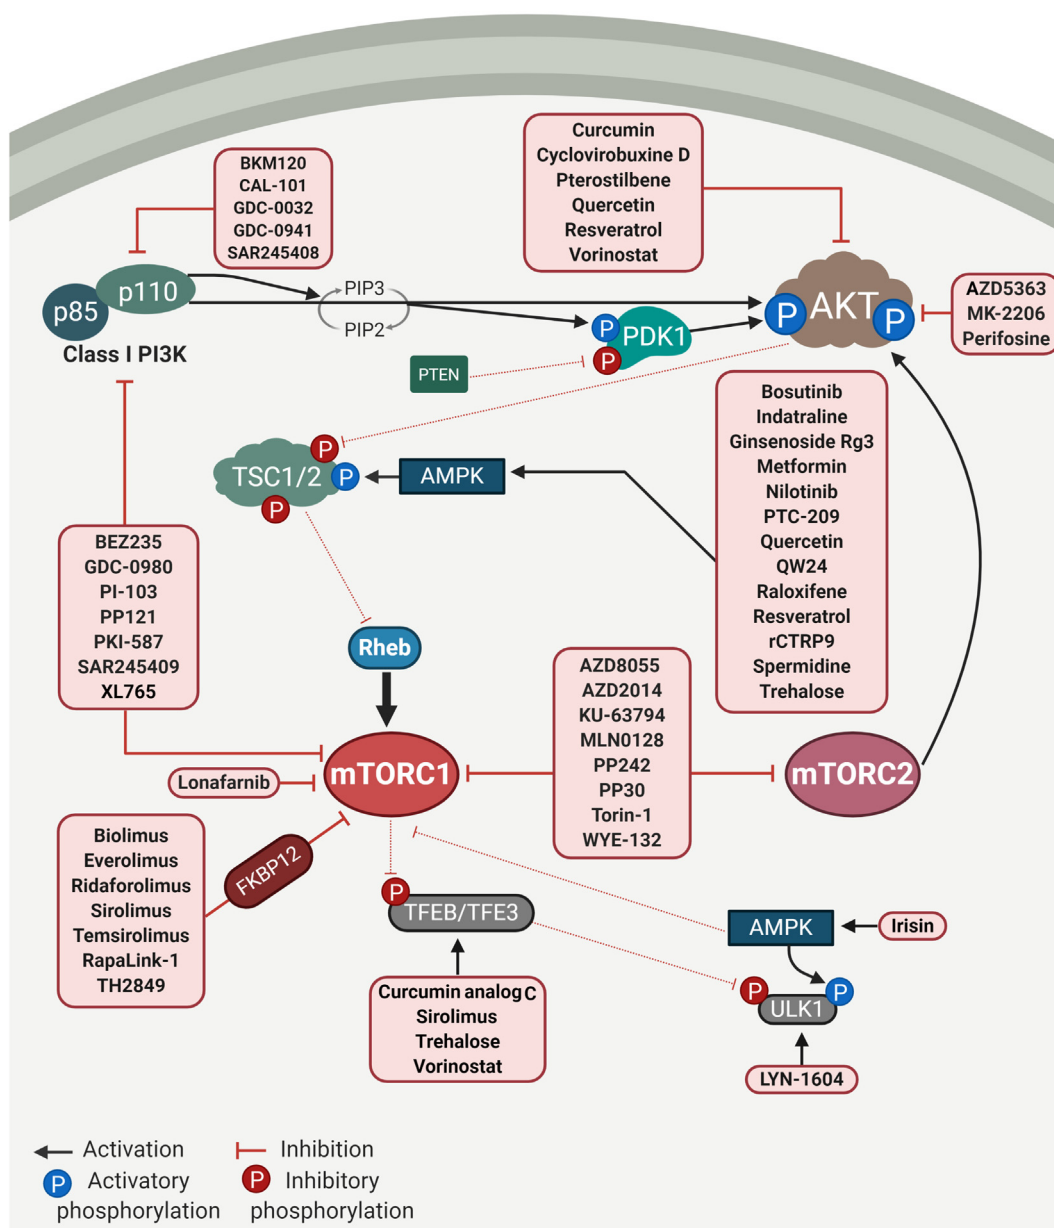 BKM120
CAL-101
GDC-0032
GDC-0941
SAR245408
Curcumin
Cyclovirobuxine D
Pterostilbene
Quercetin
Resveratrol
Vorinostat
p85
p110
Class I PI3K
PIP3
PIP2
P
PDK1
P
PTEN
P
AKT
P
AZD5363
MK-2206
Perifosine
Bosutinib
Indatraline
Ginsenoside Rg3
Metformin
Nilotinib
PTC-209
Quercetin
QW24
Raloxifene
Resveratrol
rCTRP9
Spermidine
Trehalose
P
TSC1/2
P
P
AMPK
BEZ235
GDC-0980
PI-103
PP121
PKI-587
SAR245409
XL765
Rheb
AZD8055
AZD2014
KU-63794
MLN0128
PP242
PP30
Torin-1
WYE-132
mTORC1
mTORC2
Lonafarnib
Biolimus
Everolimus
Ridaforolimus
Sirolimus
Temsirolimus
RapaLink-1
TH2849
FKBP12
P
TFEB/TFE3
Curcumin analog C
Sirolimus
Trehalose
Vorinostat
AMPK
Irisin
P
P
ULK1
LYN-1604
Activation
Inhibition
P Activatory
phosphorylation
P Inhibitory
phosphorylation